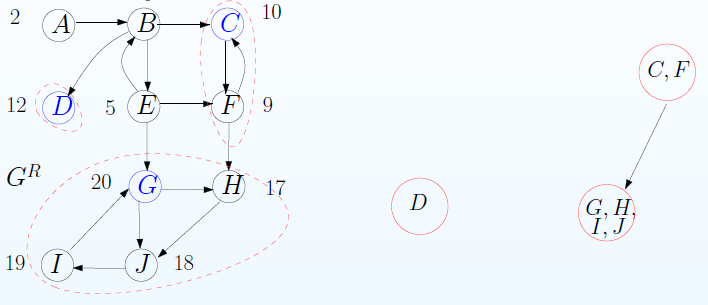 2 A B C 10
C, F
12 D 5 E F 9
G^R
20 G H 17
D
G, H,
I, J
19 I J 18